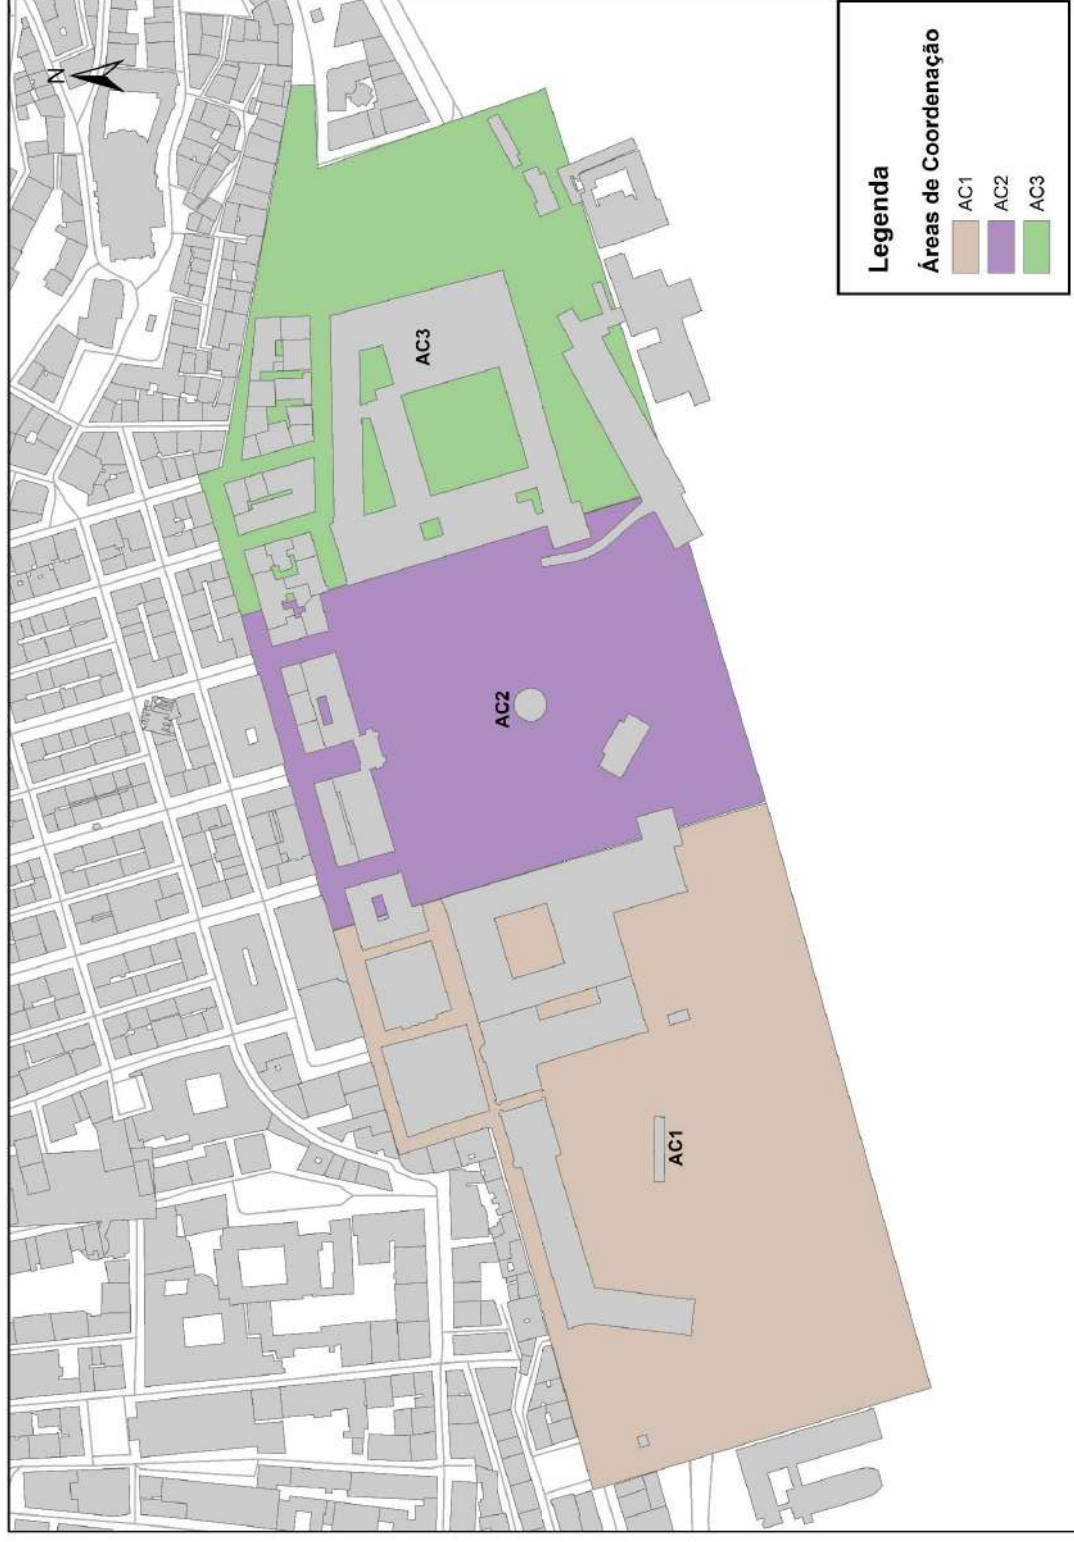 N
AC3
AC2
AC1
Legenda
Áreas de Coordenação
AC1
AC2
AC3